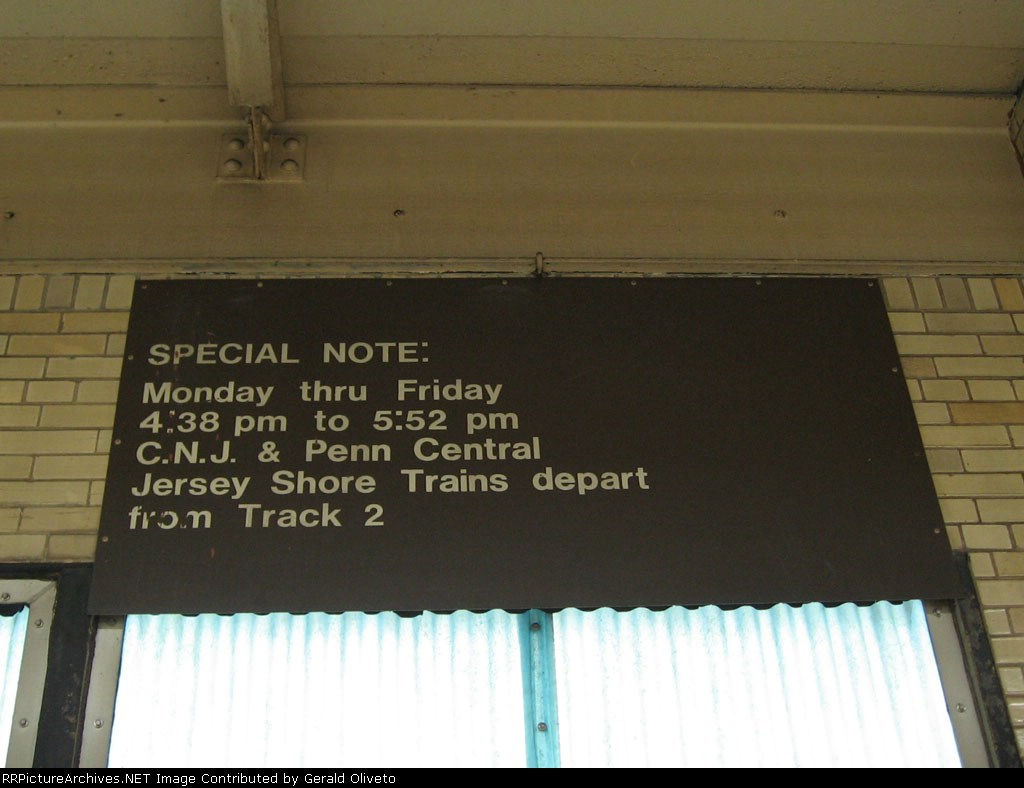 SPECIAL NOTE:
Monday thru Friday
4:38 pm to 5:52 pm
C.N.J. & Penn Central
Jersey Shore Trains depart
from Track 2
RRPictureArchives.NET Image Contributed by Gerald Oliveto